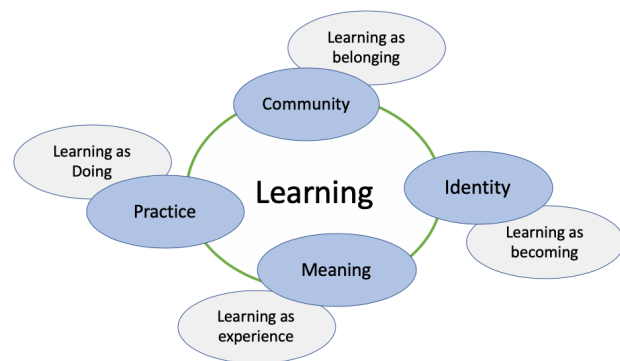 Learning as
belonging
Community
Learning as
Doing
Practice
Learning
Identity
Learning as
becoming
Meaning
Learning as
experience